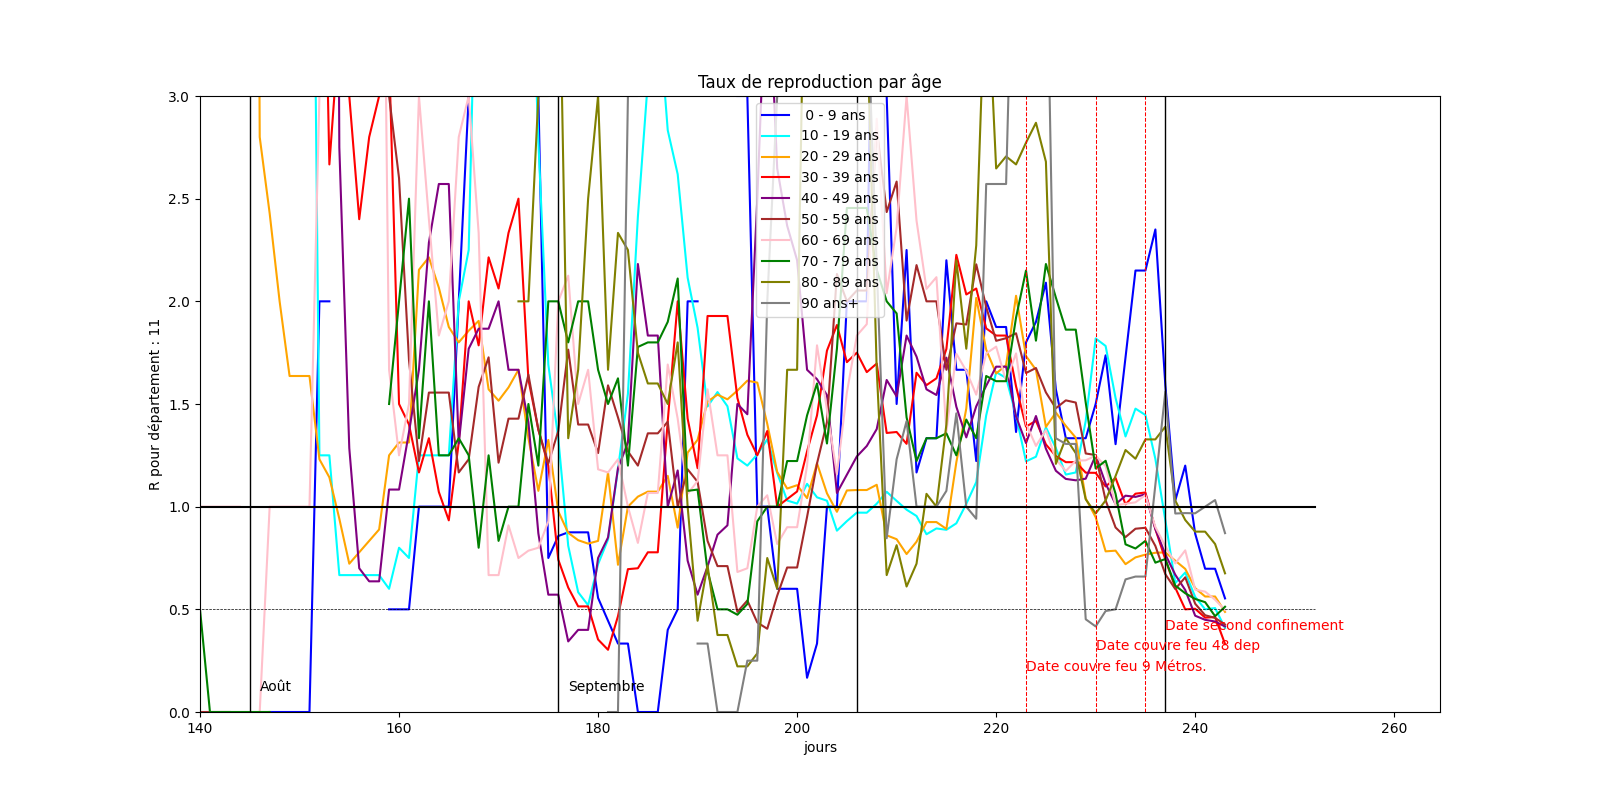 Taux de reproduction par âge
3.0
2.5
2.0
1.5
1.0
0.5
0.0
R pour département : 11
0 - 9 ans
10 - 19 ans
20 - 29 ans
30 - 39 ans
40 - 49 ans
50 - 59 ans
60 - 69 ans
70 - 79 ans
80 - 89 ans
90 ans+
Date second confinement
Date couvre feu 48 dep
Date couvre feu 9 Métros.
Août
Septembre
140
160
180
200
220
240
260
jours